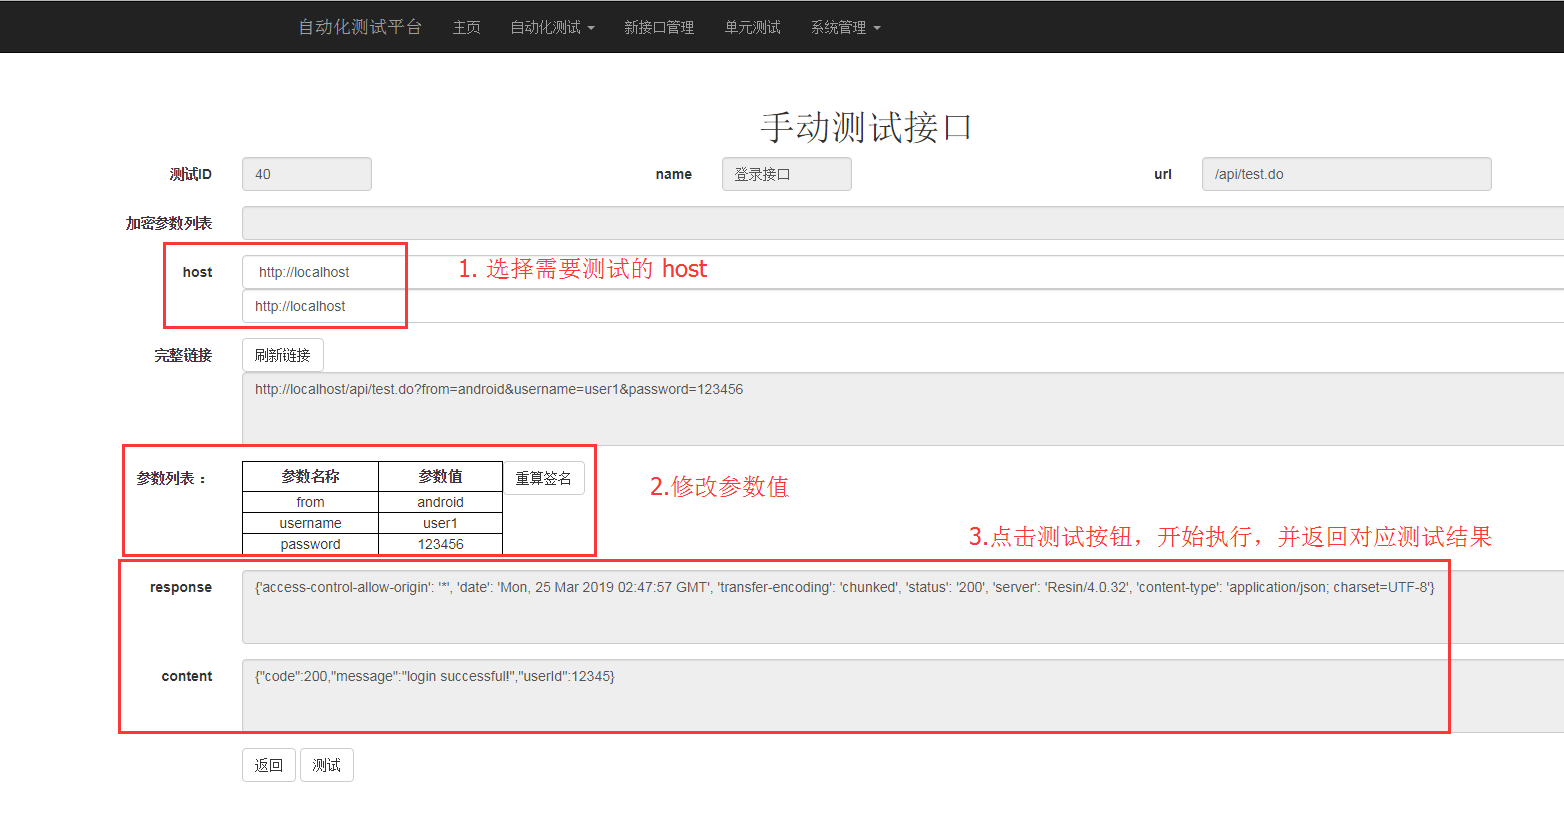 自动化测试平台 主页 自动化测试 新接口管理 单元测试 系统管理
手动测试接口
测试ID 40 name 登录接口 url /api/test.do
加密参数列表
host http://localhost 1. 选择需要测试的 host
http://localhost
完整链接 刷新链接
http://localhost/api/test.do?from=android&username=user1&password=123456
参数列表 : 参数名称 参数值 重算签名
2.修改参数值
from android
username user1
3.点击测试按钮，开始执行，并返回对应测试结果
password 123456
response {'access-control-allow-origin': '*', 'date': 'Mon, 25 Mar 2019 02:47:57 GMT', 'transfer-encoding': 'chunked', 'status': '200', 'server': 'Resin/4.0.32', 'content-type': 'application/json; charset=UTF-8'}
content {"code":200,"message":"login successful!","userId":12345}
返回 测试